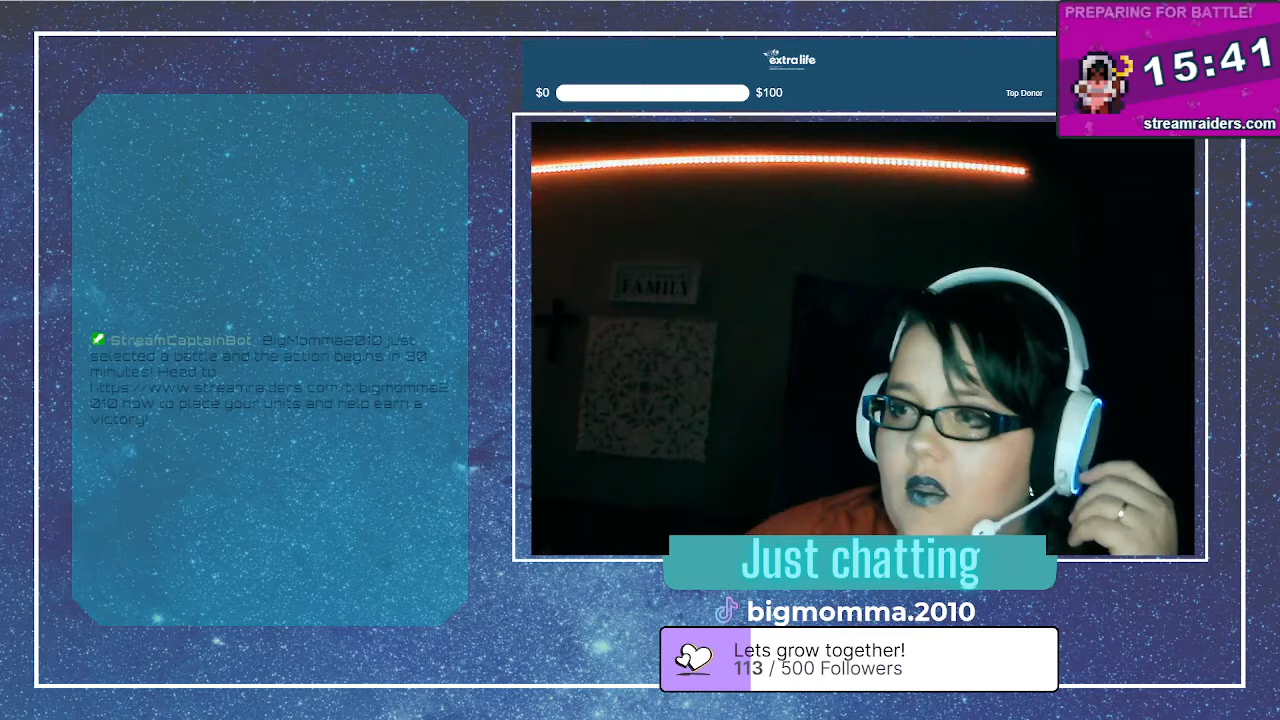 PREPARING FOR BATTLE!
15:41
streamraiders.com
extralife
$0 $100
Top Donor
StreamCaptainBot: BigMomma2010 just
selected a battle and the action begins in 30
minutes! Head to
https://www.streamraiders.com/t/bigmomma2
010 now to place your units and help earn a
victory!
FAMILY
Just chatting
bigmomma.2010
Lets grow together!
113 / 500 Followers